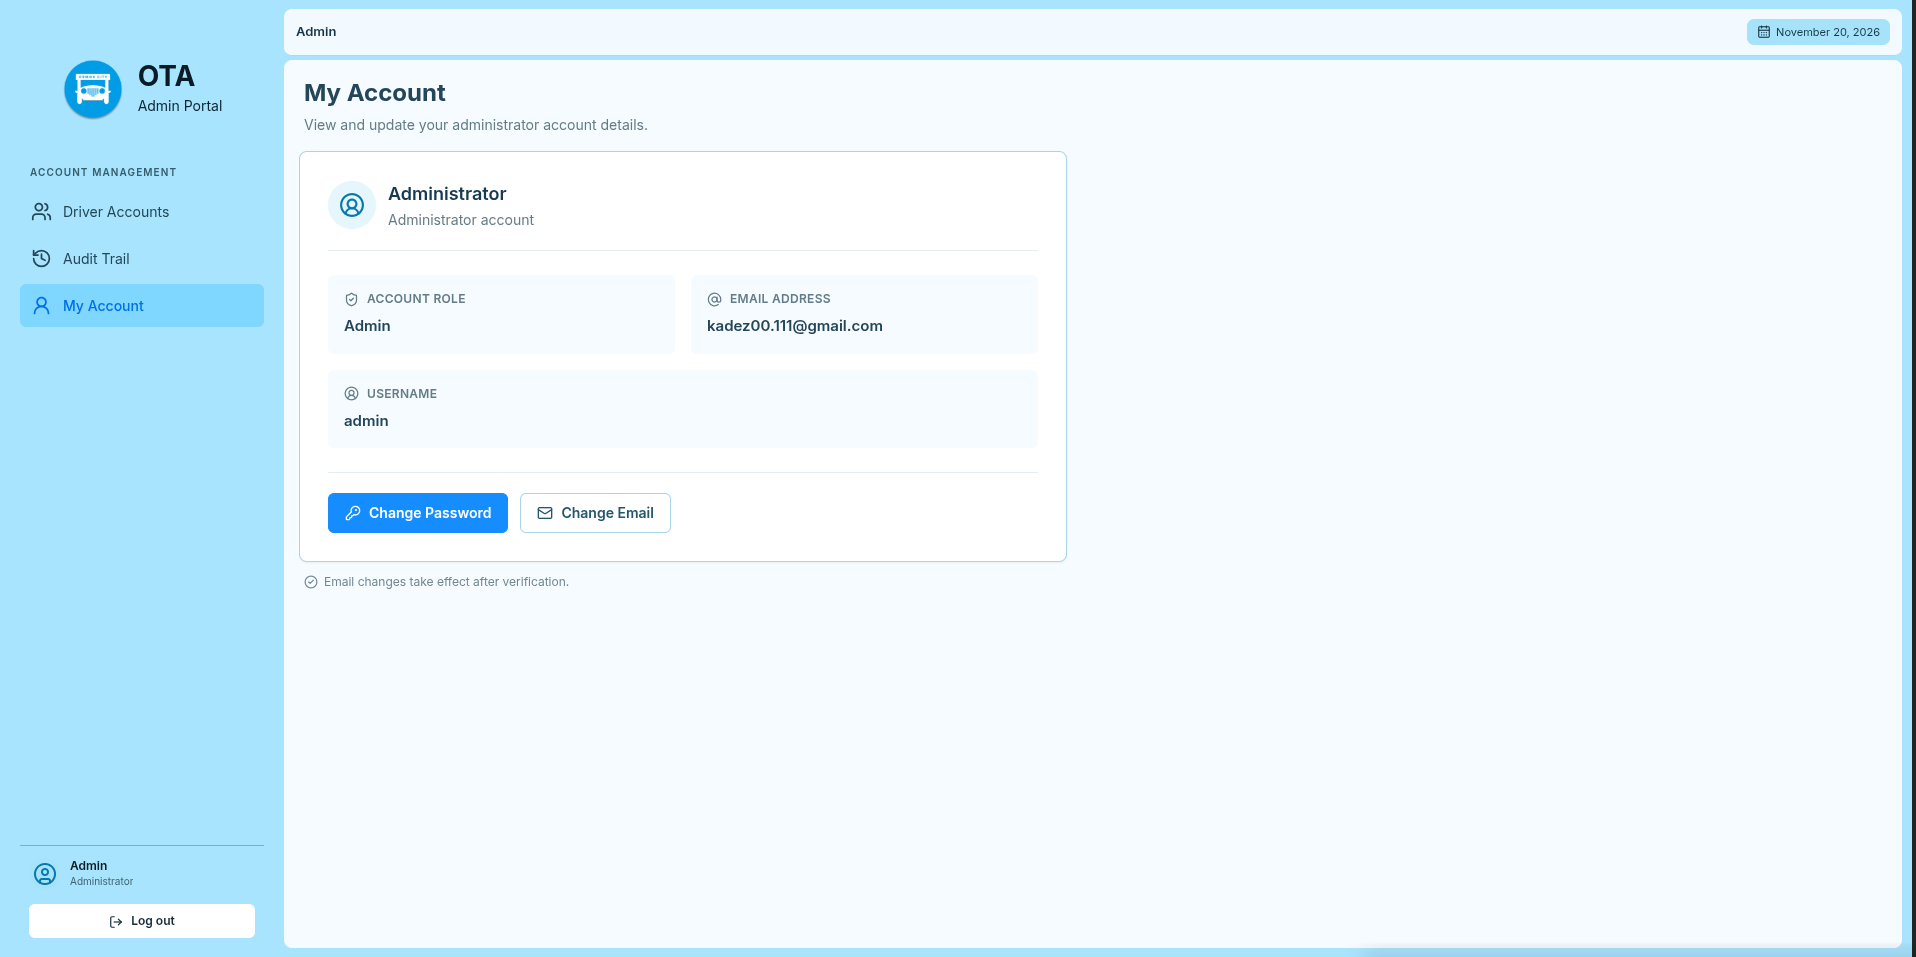 OTA
Admin Portal
ACCOUNT MANAGEMENT
Driver Accounts
Audit Trail
My Account
Admin
Administrator
Log out
Admin
November 20, 2026
My Account
View and update your administrator account details.
Administrator
Administrator account
ACCOUNT ROLE
Admin
EMAIL ADDRESS
kadez00.111@gmail.com
USERNAME
admin
Change Password
Change Email
Email changes take effect after verification.